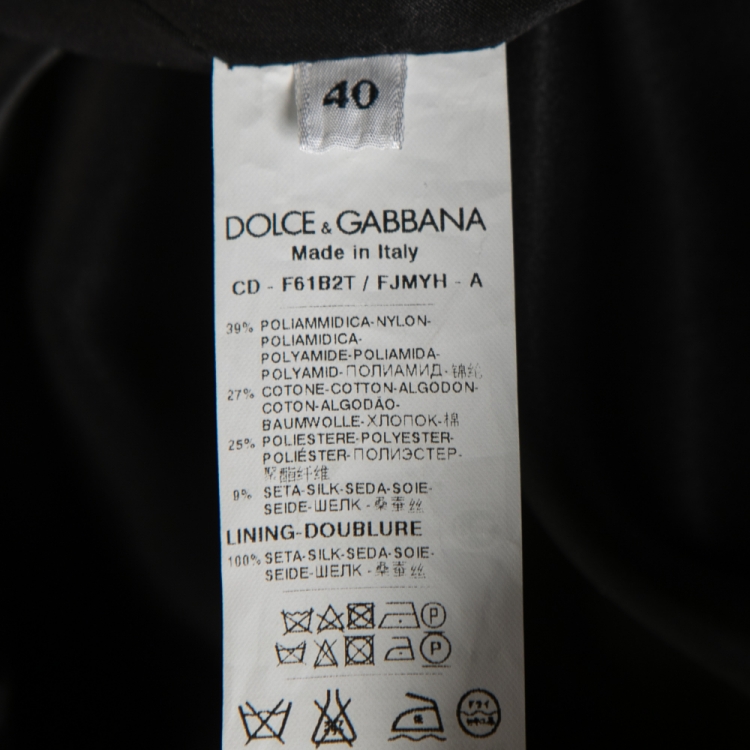 40
DOLCE & GABBANA
Made in Italy
CD - F61B2T / FJMYH - A
39% POLIAMMIDICA-NYLON-
POLIAMIDICA-
POLYAMIDE-POLIAMIDA-
POLYAMID-ПОЛИАМИД-锦纶
27% COTONE-COTTON-ALGODON-
COTON-ALGODÃO-
BAUMWOLLE-ХЛОПОК-棉
25% POLIESTERE-POLYESTER-
POLIÉSTER-ПОЛИЭСТЕР-
聚酯纤维
9% SETA-SILK-SEDA-SOIE-
SEIDE-ШЕЛК - 桑蚕丝
LINING-DOUBLURE
100% SETA-SILK-SEDA-SOIE-
SEIDE-ШЕЛК - 桑蚕丝
P
P
ドライ